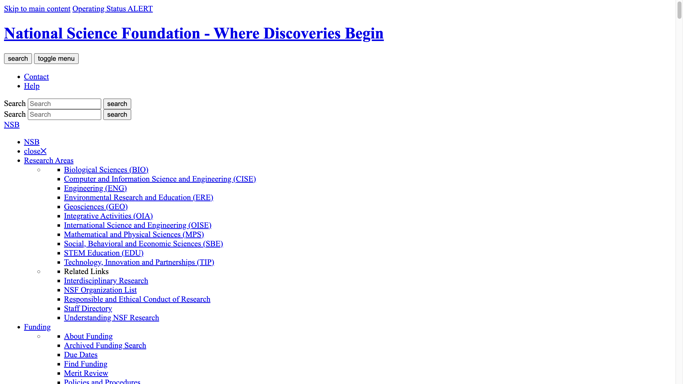 Skip to main content Operating Status ALERT
National Science Foundation - Where Discoveries Begin
search toggle menu
Contact
Help
Search Search search
Search Search search
NSB
NSB
close✕
Research Areas
Biological Sciences (BIO)
Computer and Information Science and Engineering (CISE)
Engineering (ENG)
Environmental Research and Education (ERE)
Geosciences (GEO)
Integrative Activities (OIA)
International Science and Engineering (OISE)
Mathematical and Physical Sciences (MPS)
Social, Behavioral and Economic Sciences (SBE)
STEM Education (EDU)
Technology, Innovation and Partnerships (TIP)
Related Links
Interdisciplinary Research
NSF Organization List
Responsible and Ethical Conduct of Research
Staff Directory
Understanding NSF Research
Funding
About Funding
Archived Funding Search
Due Dates
Find Funding
Merit Review
Policies and Procedures